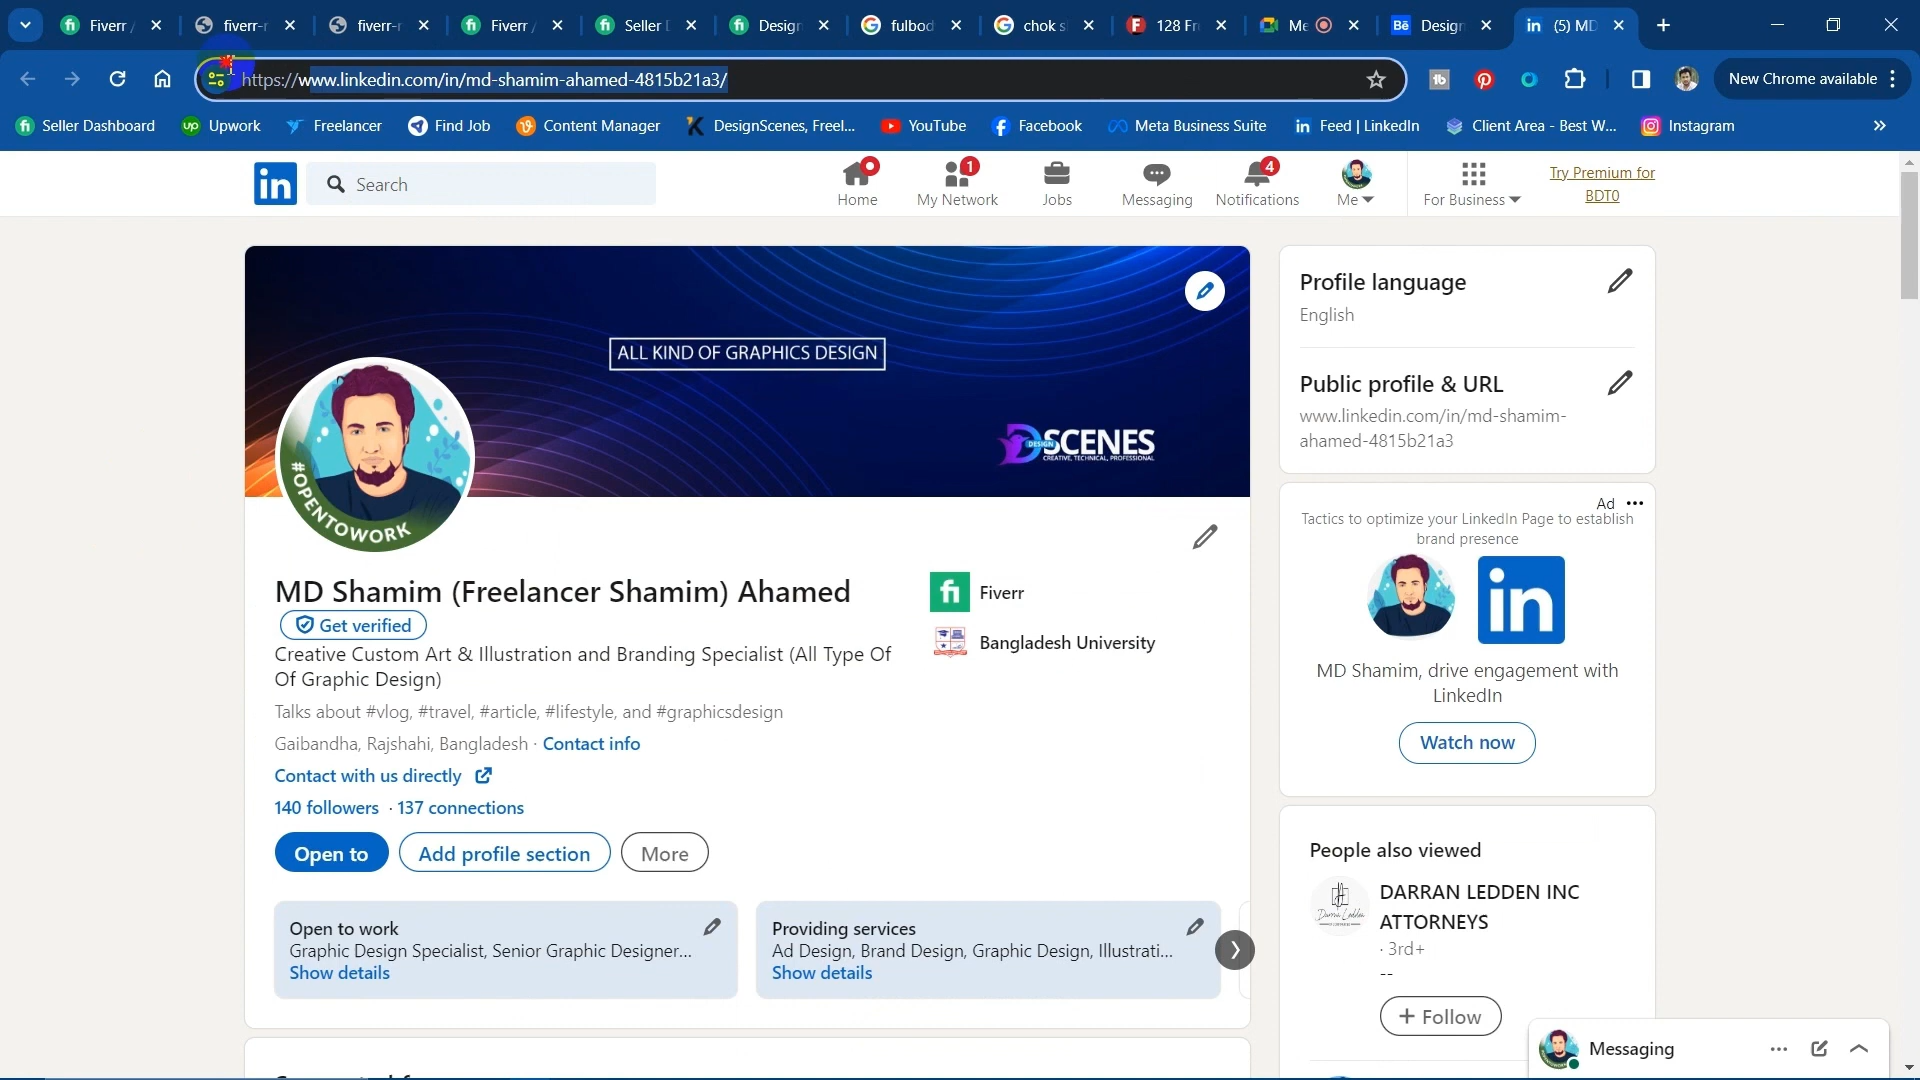 Fiverr /
fiverr-r
fiverr-r
Fiverr /
Seller D
Design
fulbod
chok s
128 Fr
Me
Design
(5) MD
https://www.linkedin.com/in/md-shamim-ahamed-4815b21a3/
New Chrome available
Seller Dashboard
Upwork
Freelancer
Find Job
Content Manager
DesignScenes, Freel...
YouTube
Facebook
Meta Business Suite
Feed | LinkedIn
Client Area - Best W...
Instagram
in
Search
Home
1
My Network
Jobs
Messaging
4
Notifications
Me
For Business
Try Premium for
BDT0
ALL KIND OF GRAPHICS DESIGN
DESIGN
SCENES
CREATIVE, TECHNICAL, PROFESSIONAL
#OPENTOWORK
MD Shamim (Freelancer Shamim) Ahamed
Get verified
Creative Custom Art & Illustration and Branding Specialist (All Type Of
Of Graphic Design)
Talks about #vlog, #travel, #article, #lifestyle, and #graphicsdesign
Gaibandha, Rajshahi, Bangladesh · Contact info
Contact with us directly
140 followers · 137 connections
fi
Fiverr
Bangladesh University
Open to
Add profile section
More
Open to work
Graphic Design Specialist, Senior Graphic Designer...
Show details
Providing services
Ad Design, Brand Design, Graphic Design, Illustrati...
Show details
Profile language
English
Public profile & URL
www.linkedin.com/in/md-shamim-
ahamed-4815b21a3
Ad
Tactics to optimize your LinkedIn Page to establish
brand presence
in
MD Shamim, drive engagement with
LinkedIn
Watch now
People also viewed
DARRAN LEDDEN INC
ATTORNEYS
· 3rd+
--
+ Follow
Messaging